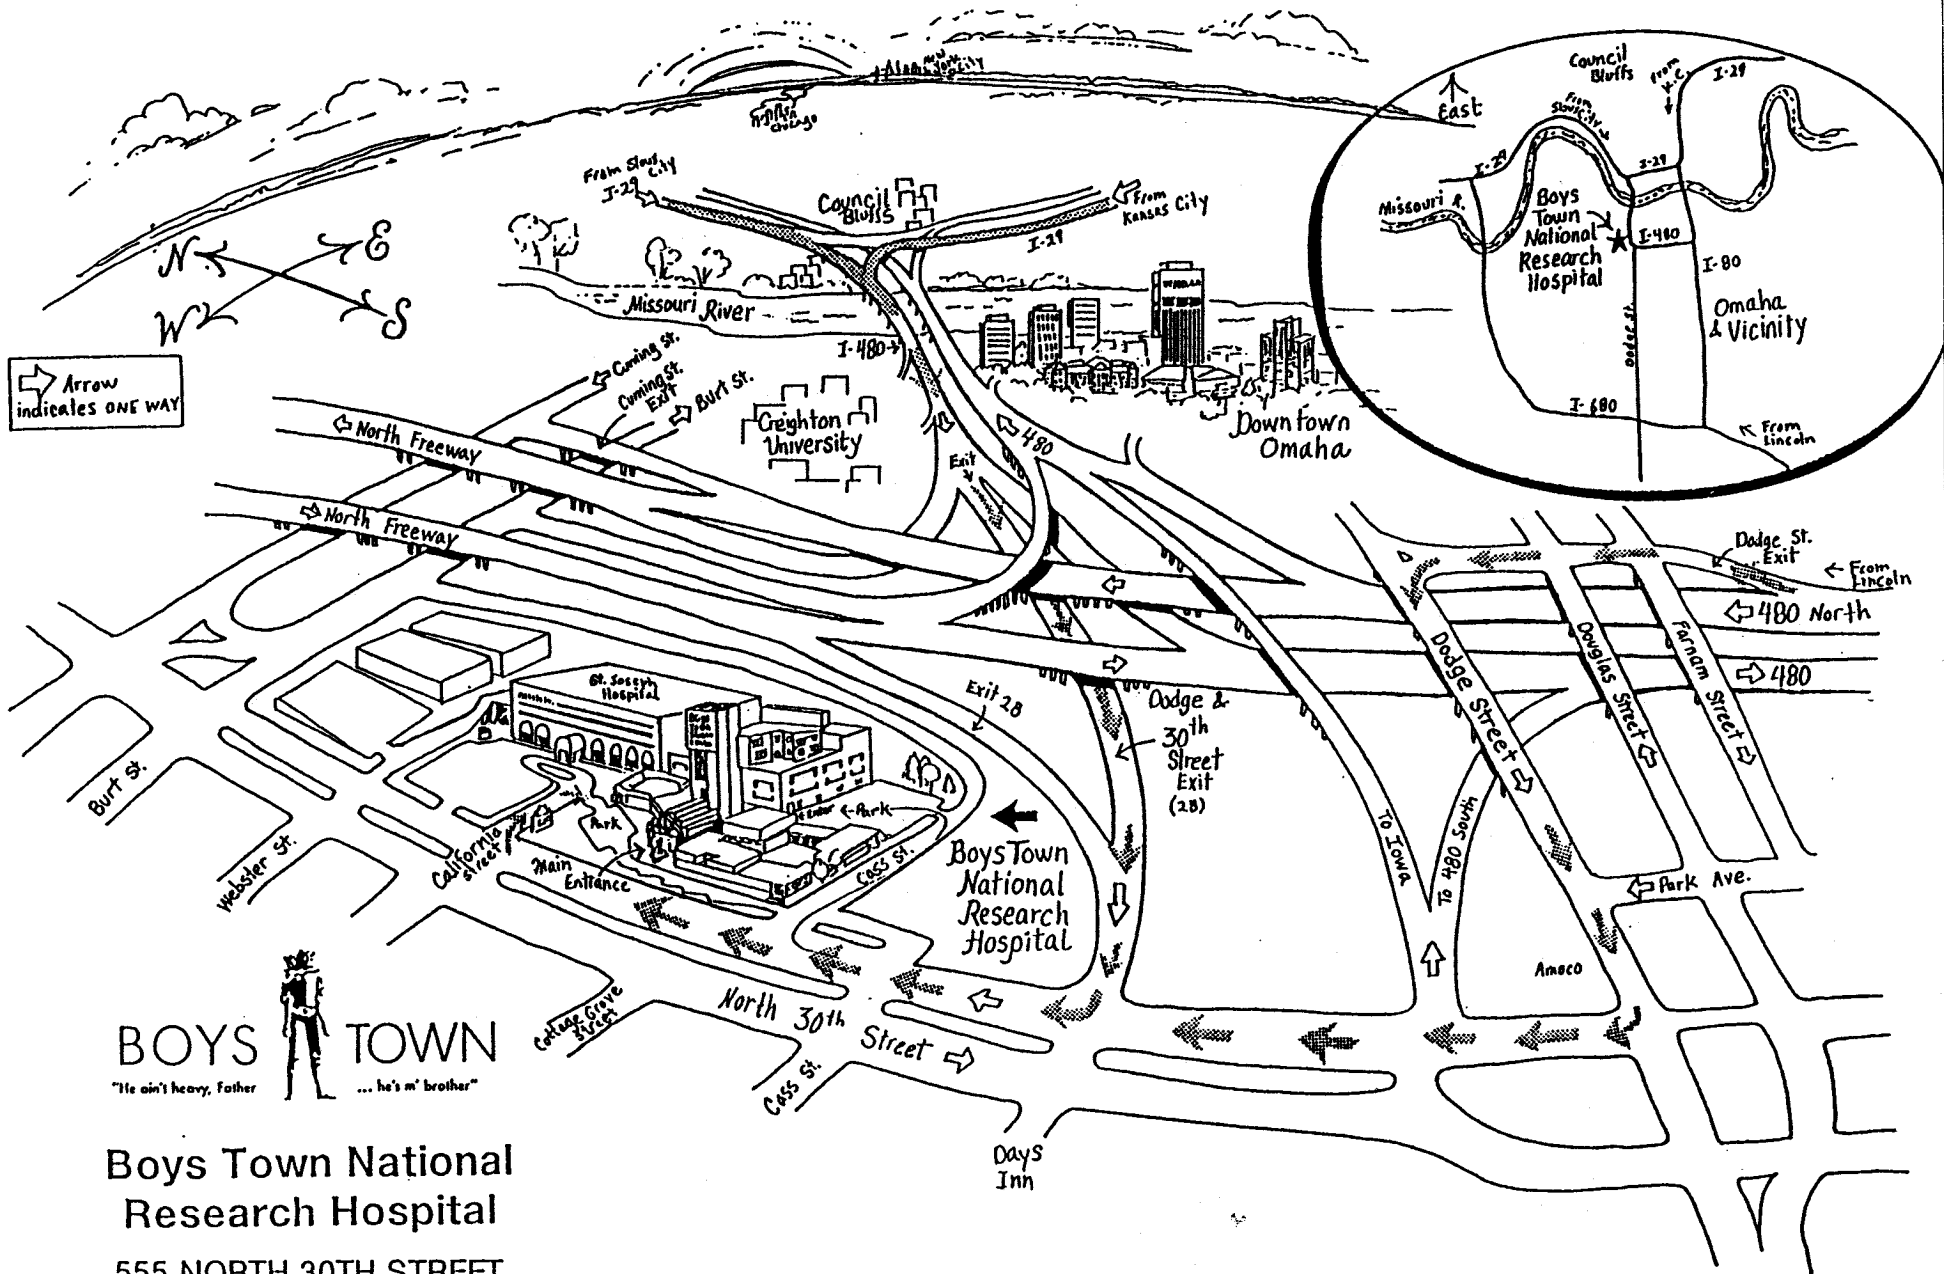 New York City
Chicago
East
Council
Bluffs
From
K.C.
I-29
From
Sioux City
I-29
I-29
Missouri R.
Boys
Town
National
Research
Hospital
I-480
I-80
Omaha
& Vicinity
Dodge St.
I-680
From
Lincoln
From Sioux
City
I-29
Council
Bluffs
From
Kansas City
I-29
N
E
W
S
Missouri River
I-480
Arrow
indicates ONE WAY
Cuming St.
Cuming St.
Exit
Burt St.
Creighton
University
Downtown
Omaha
480
Exit
North Freeway
North Freeway
Dodge St.
Exit
From
Lincoln
480 North
480
Dodge Street
Douglas Street
Farnam Street
St. Joseph
Hospital
Exit 2B
Dodge &
30th
Street
Exit
(2B)
To Iowa
To 480 South
Park Ave.
Amoco
Burt St.
Webster St.
California
Street
Park
Park
Main
Entrance
Cass St.
Boys Town
National
Research
Hospital
North 30th Street
Cottage Grove
Street
Cass St.
Days
Inn
BOYS TOWN
"He ain't heavy, Father
... he's m' brother"
Boys Town National
Research Hospital
555 NORTH 30TH STREET